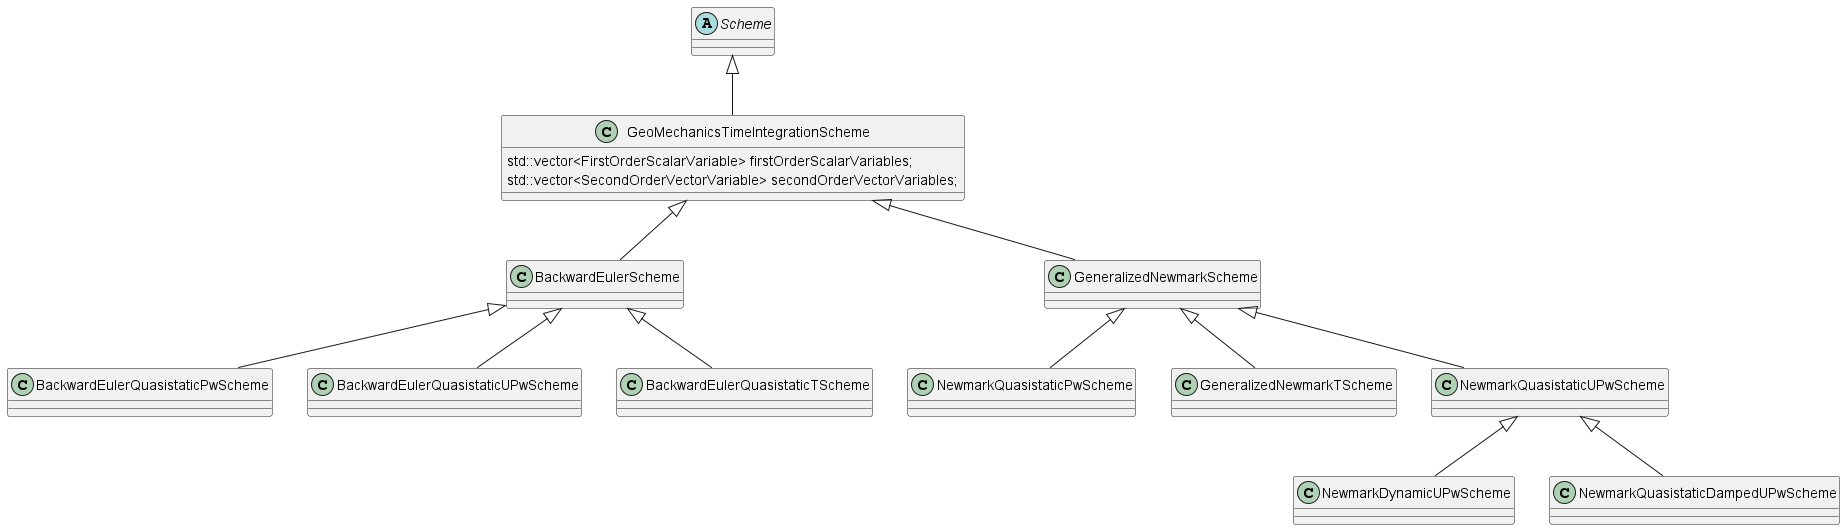 A Scheme
C GeoMechanicsTimeIntegrationScheme
std::vector<FirstOrderScalarVariable> firstOrderScalarVariables;
std::vector<SecondOrderVectorVariable> secondOrderVectorVariables;
C BackwardEulerScheme
C GeneralizedNewmarkScheme
C BackwardEulerQuasistaticPwScheme
C BackwardEulerQuasistaticUPwScheme
C BackwardEulerQuasistaticTScheme
C NewmarkQuasistaticPwScheme
C GeneralizedNewmarkTScheme
C NewmarkQuasistaticUPwScheme
C NewmarkDynamicUPwScheme
C NewmarkQuasistaticDampedUPwScheme